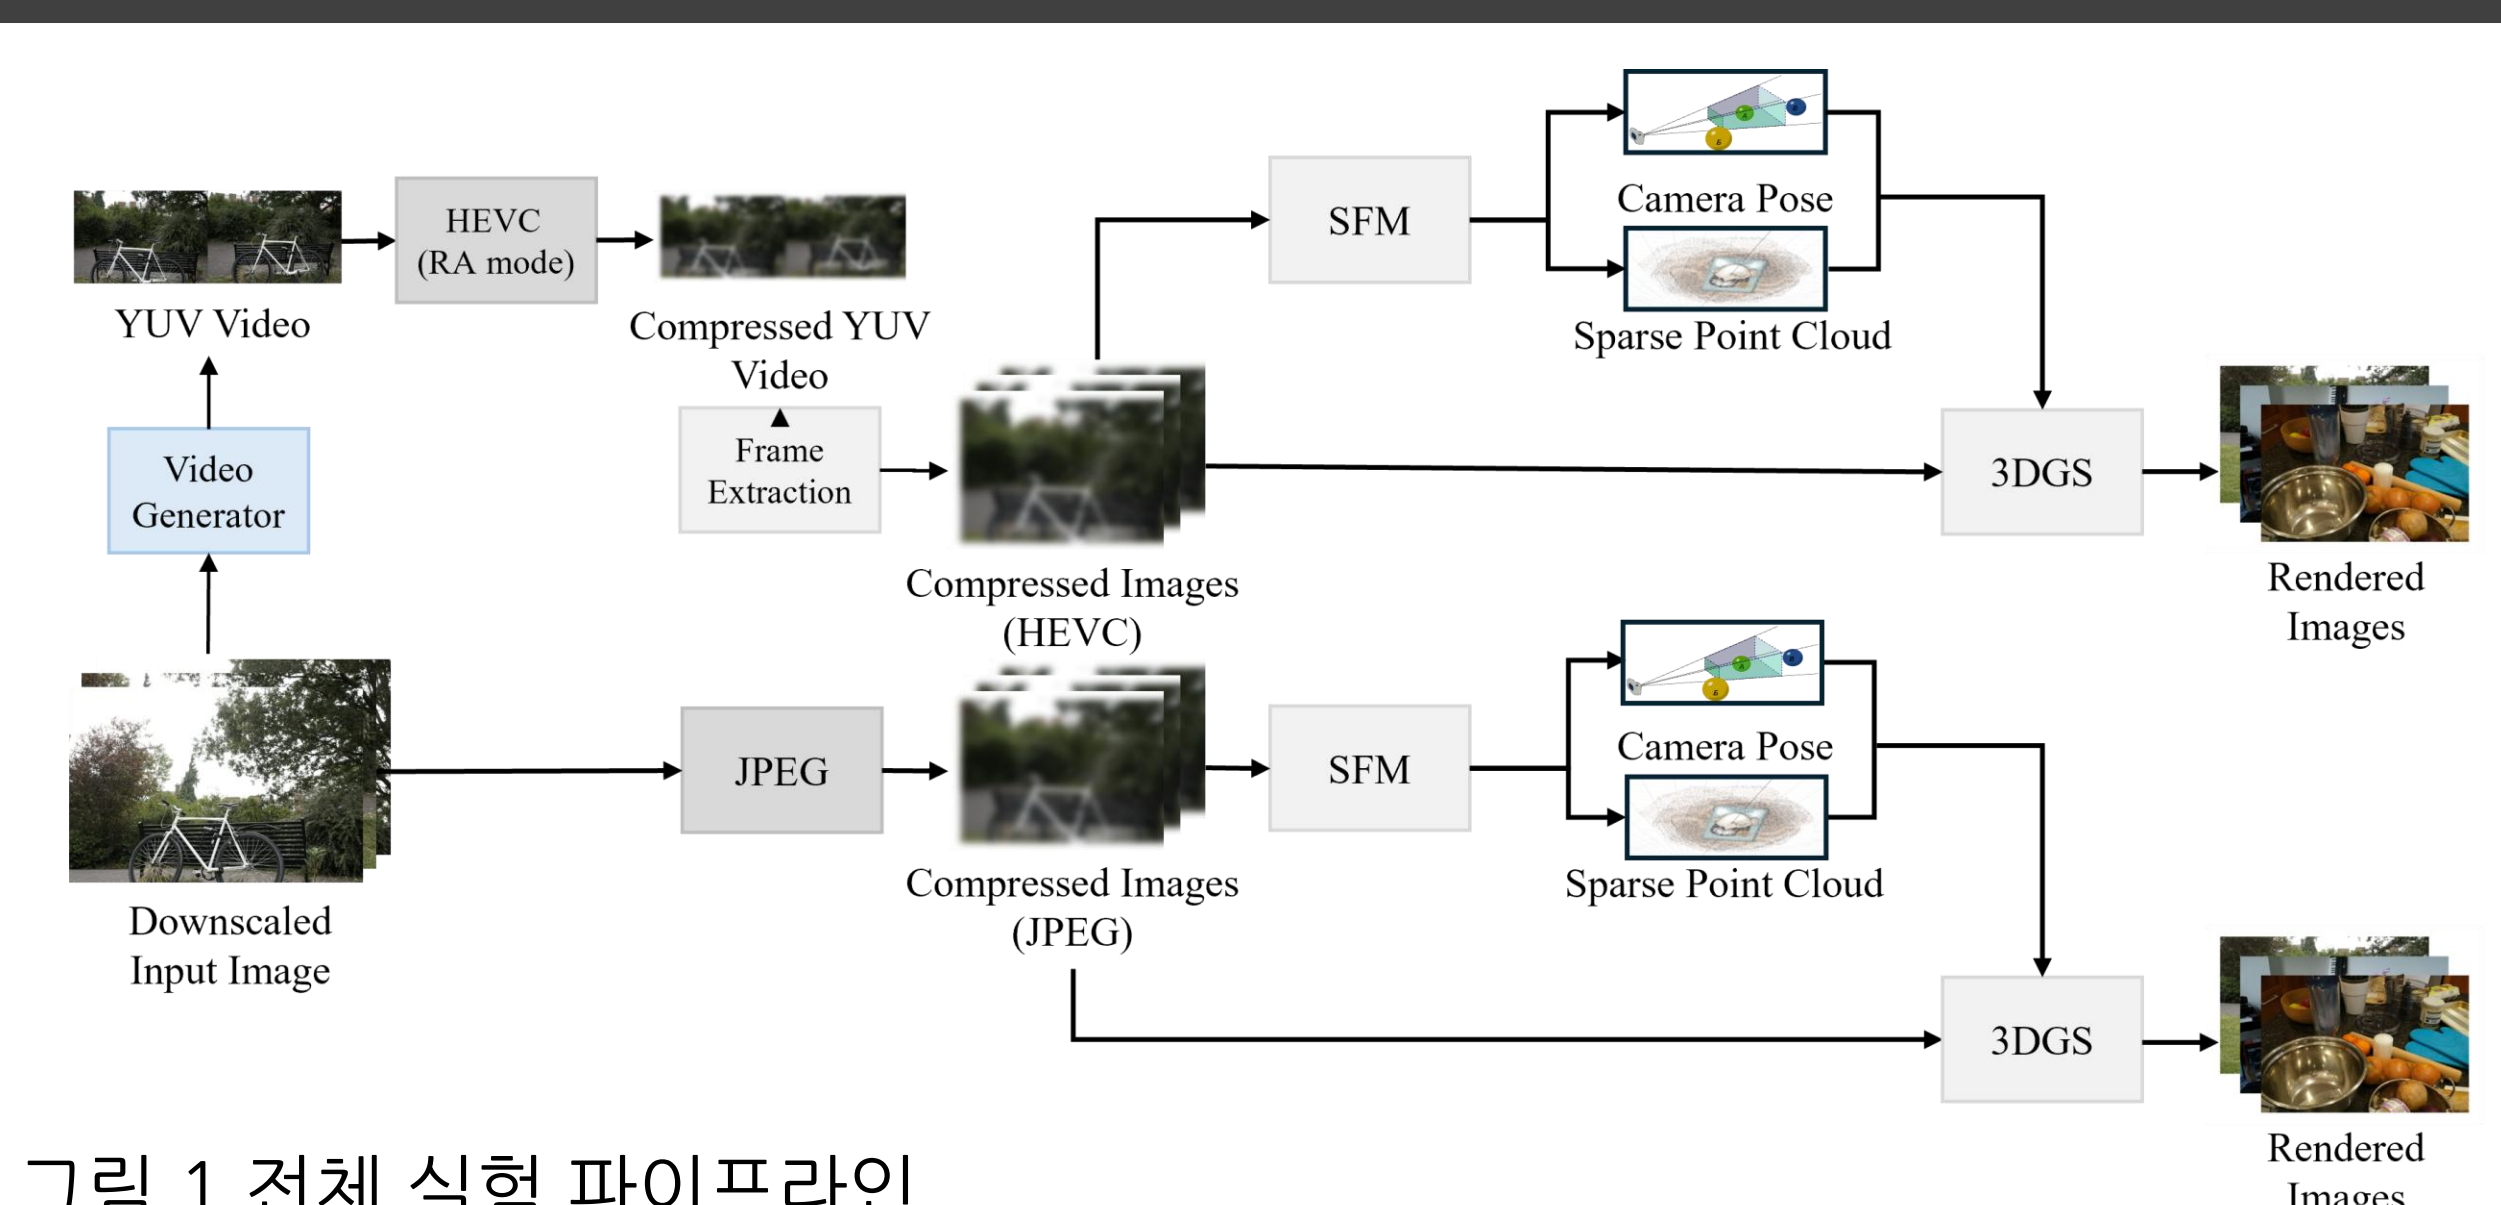 HEVC
(RA mode)
YUV Video
Compressed YUV
Video
SFM
Camera Pose
Sparse Point Cloud
Video
Generator
Frame
Extraction
3DGS
Compressed Images
(HEVC)
Rendered
Images
JPEG
SFM
Camera Pose
Sparse Point Cloud
Compressed Images
(JPEG)
Downscaled
Input Image
3DGS
Rendered
Images
그림 1 전체 실험 파이프라인